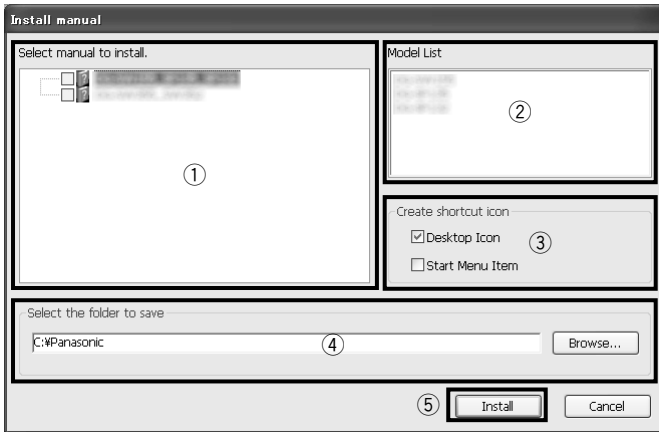 Install manual
Select manual to install.
①
Model List
②
Create shortcut icon
Desktop Icon
Start Menu Item
③
Select the folder to save
C:¥Panasonic
④
Browse...
⑤
Install
Cancel